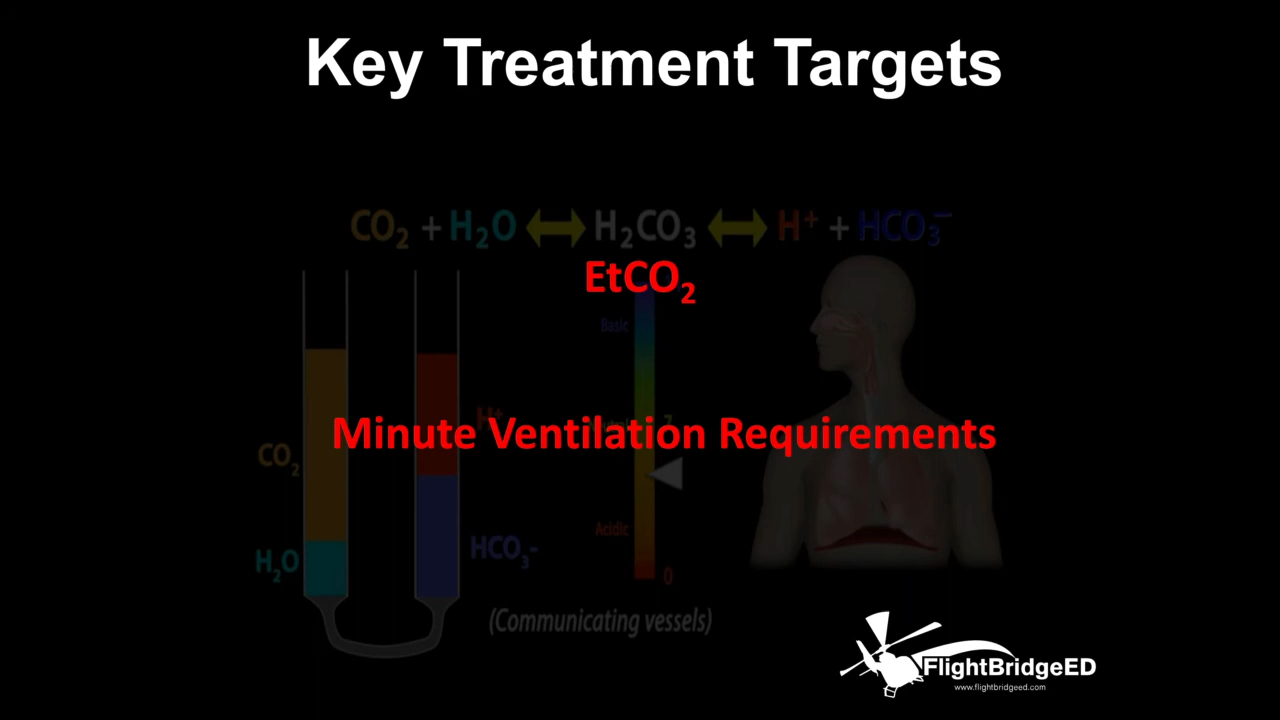 Key Treatment Targets
CO₂ + H₂O ⟺ H₂CO₃ ⟺ H⁺ + HCO₃⁻
EtCO₂
Basic
7
Minute Ventilation Requirements
H⁺
CO₂
Acidic
HCO₃-
H₂O
0
(Communicating vessels)
FlightBridgeED
www.flightbridgeed.com